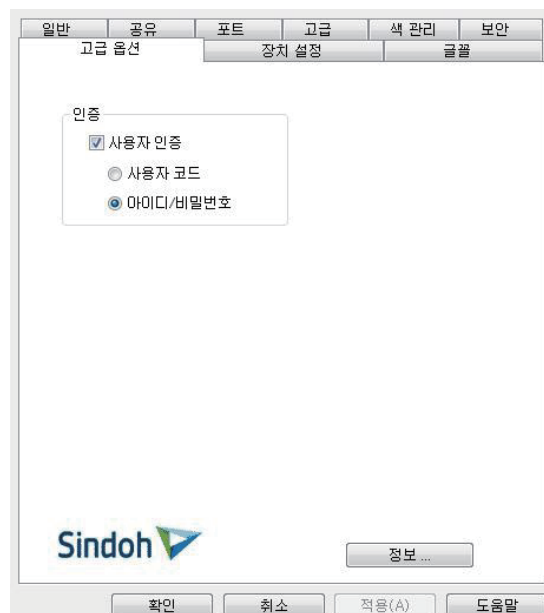 일반 공유 포트 고급 색 관리 보안
고급 옵션 장치 설정 글꼴
인증
사용자 인증
사용자 코드
아이디/비밀번호
Sindoh
정보 ...
확인 취소 적용(A) 도움말